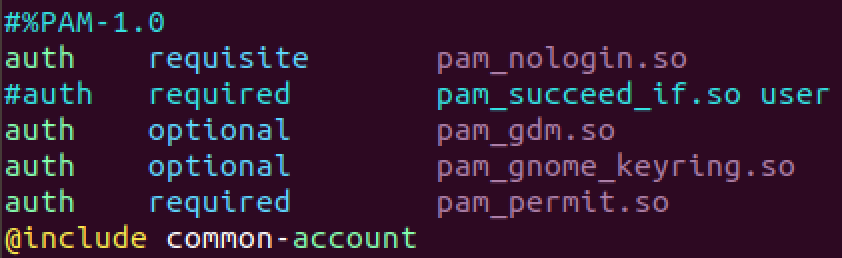 #%PAM-1.0
auth    requisite       pam_nologin.so
#auth   required        pam_succeed_if.so user
auth    optional        pam_gdm.so
auth    optional        pam_gnome_keyring.so
auth    required        pam_permit.so
@include common-account